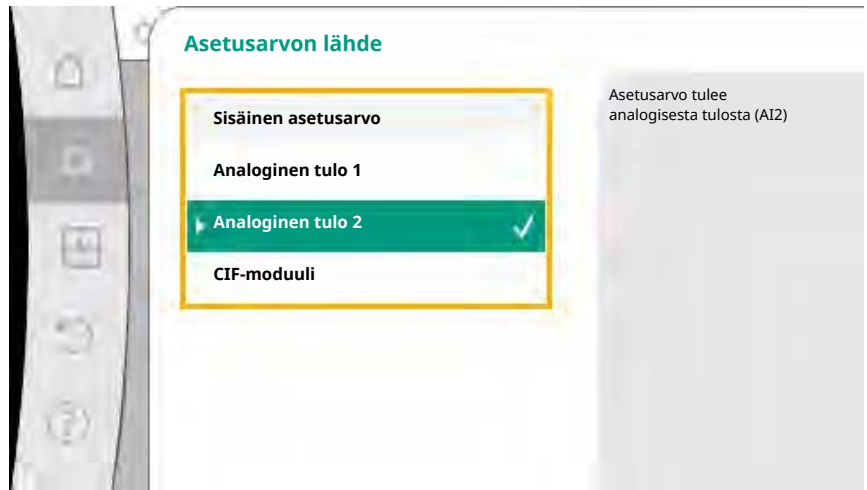 Asetusarvon lähde
Sisäinen asetusarvo
Analoginen tulo 1
Analoginen tulo 2
CIF-moduuli
Asetusarvo tulee
analogisesta tulosta (AI2)